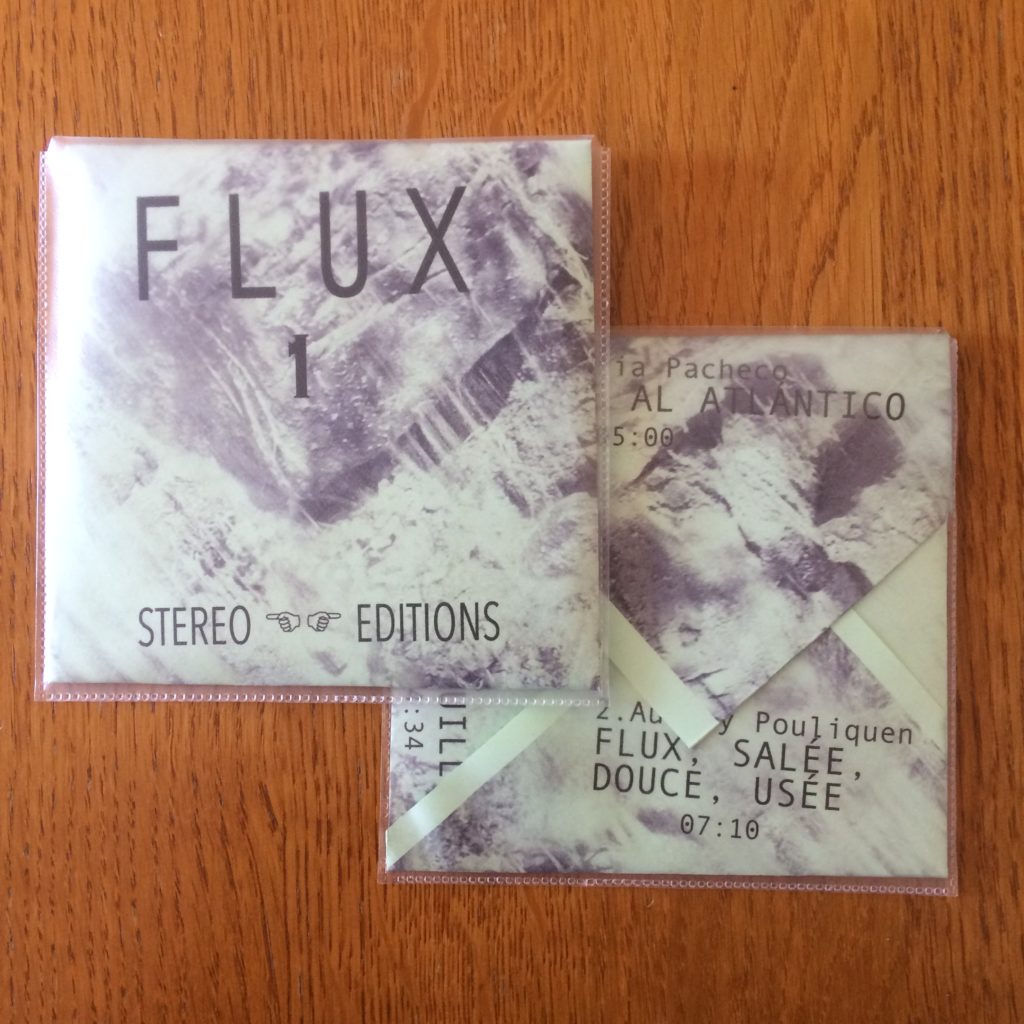 FLUX
1
STEREO EDITIONS
ia Pacheco
AL ATLÁNTICO
5:00
:34
2. y Pouliquen
FLUX, SALÉE,
DOUCE, USÉE
07:10